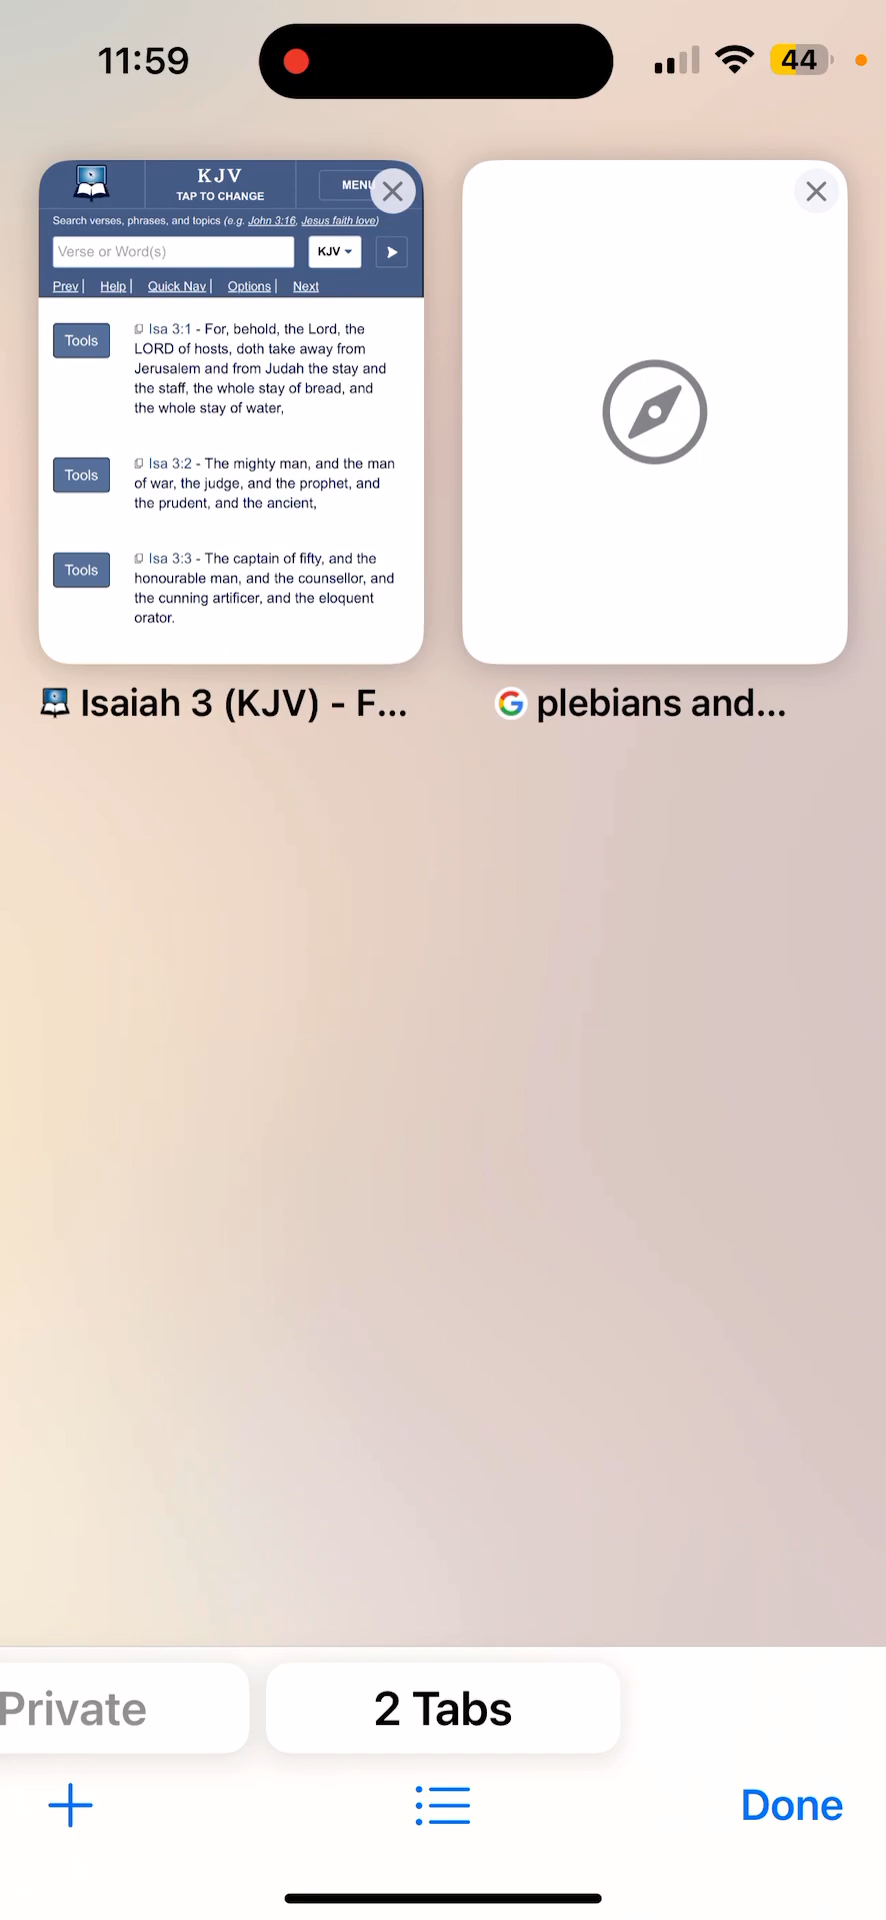 11:59
44
KJV
TAP TO CHANGE
MENU
Search verses, phrases, and topics (e.g. John 3:16, Jesus faith love)
Verse or Word(s)
KJV
Prev | Help | Quick Nav | Options | Next
Tools
Isa 3:1 - For, behold, the Lord, the
LORD of hosts, doth take away from
Jerusalem and from Judah the stay and
the staff, the whole stay of bread, and
the whole stay of water,
Tools
Isa 3:2 - The mighty man, and the man
of war, the judge, and the prophet, and
the prudent, and the ancient,
Tools
Isa 3:3 - The captain of fifty, and the
honourable man, and the counsellor, and
the cunning artificer, and the eloquent
orator.
Isaiah 3 (KJV) - F...
plebians and...
Private
2 Tabs
Done